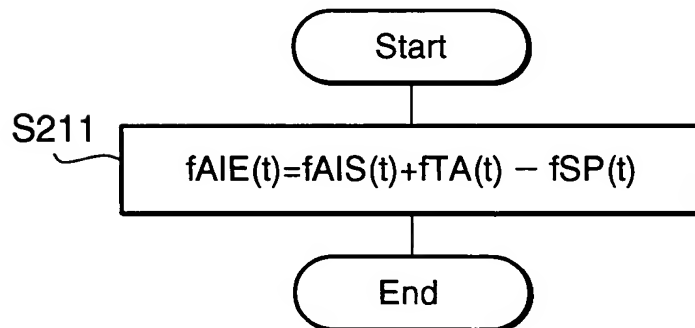 Start
S211
fAIE(t)=fAIS(t)+fTA(t) − fSP(t)
End